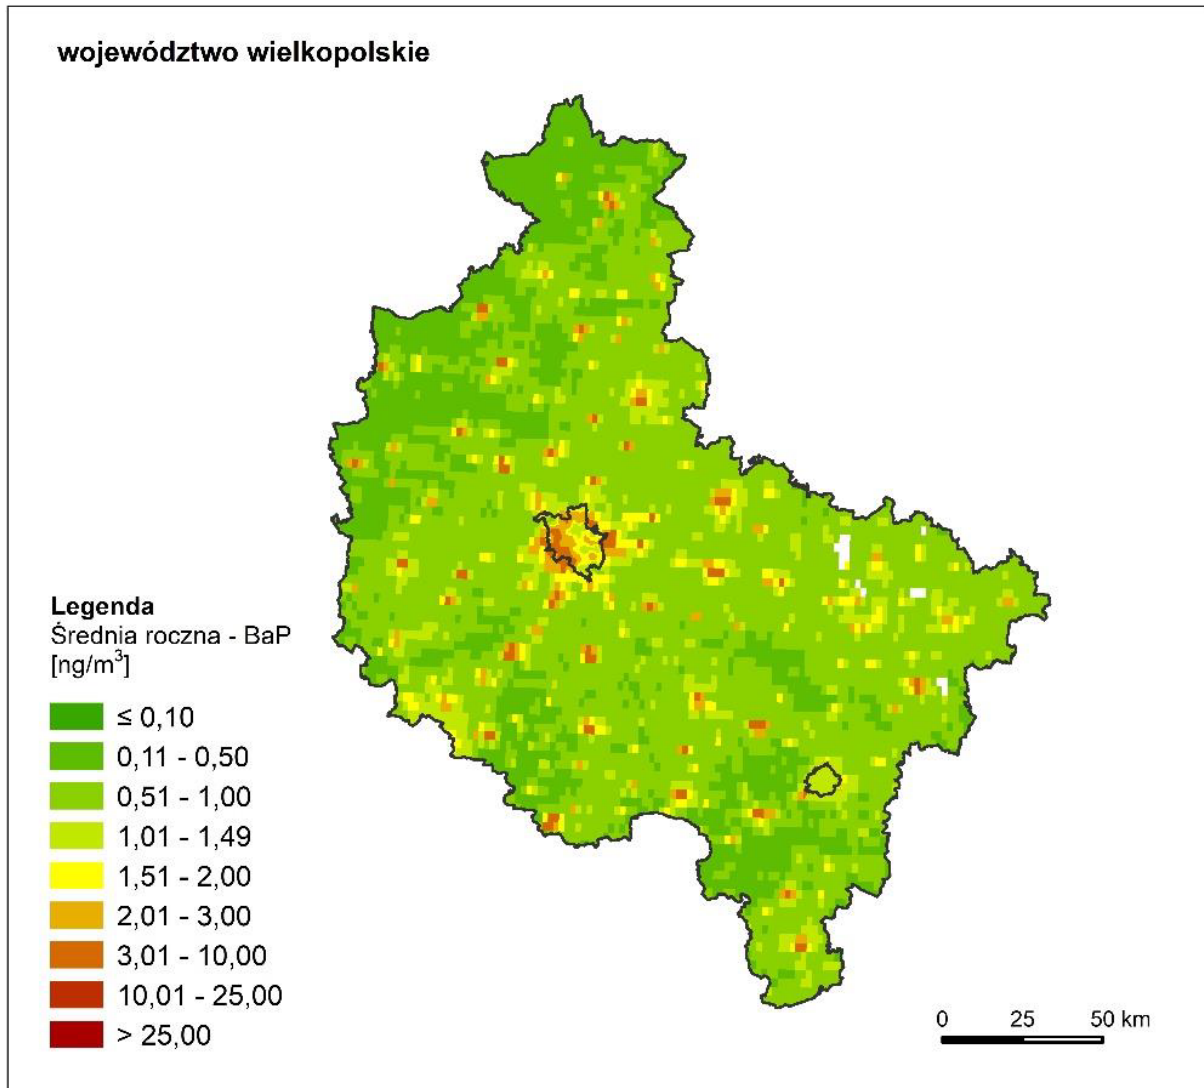 województwo wielkopolskie
Legenda
Średnia roczna - BaP
[ng/m³]
≤ 0,10
0,11 - 0,50
0,51 - 1,00
1,01 - 1,49
1,51 - 2,00
2,01 - 3,00
3,01 - 10,00
10,01 - 25,00
> 25,00
0 25 50 km